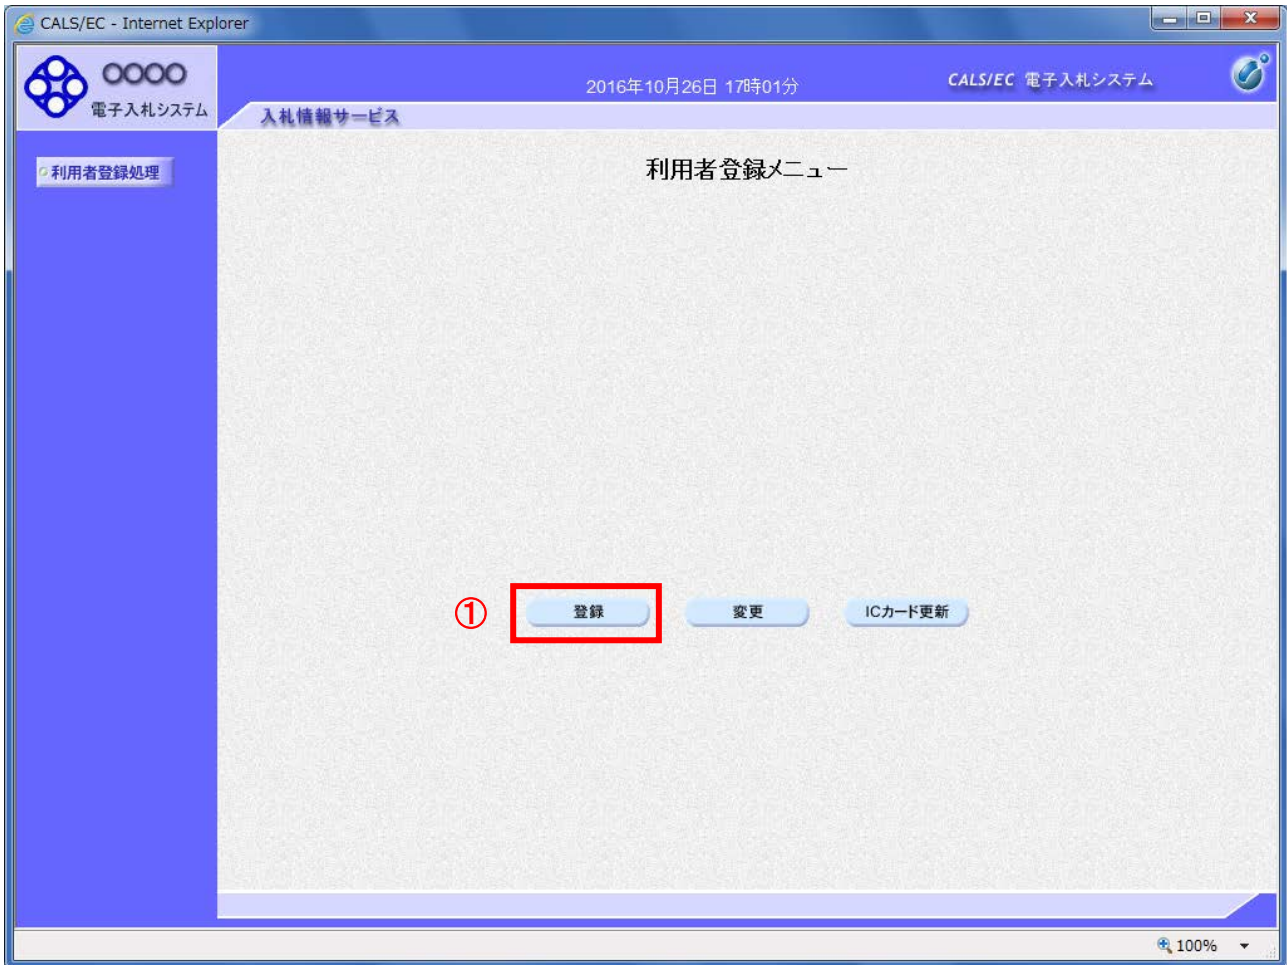 CALS/EC - Internet Explorer
〇〇〇〇
電子入札システム
2016年10月26日 17時01分
CALS/EC 電子入札システム
入札情報サービス
利用者登録処理
利用者登録メニュー
①
登録
変更
ICカード更新
100%